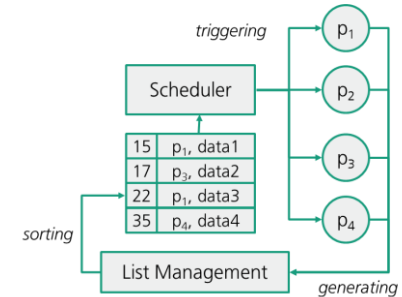 triggering
p₁
Scheduler
p₂
15 p₁, data1
17 p₃, data2
22 p₁, data3
35 p₄, data4
p₃
p₄
sorting
List Management
generating